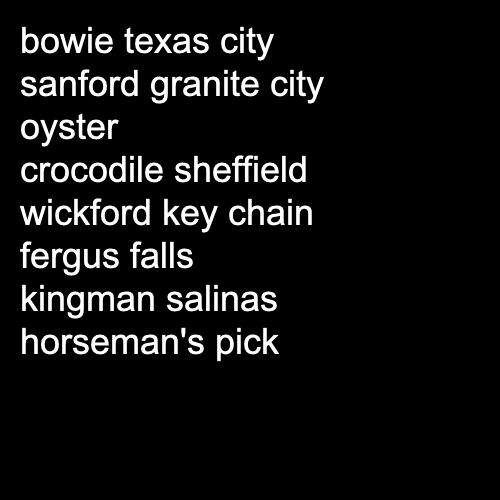 bowie texas city
sanford granite city
oyster
crocodile sheffield
wickford key chain
fergus falls
kingman salinas
horseman's pick